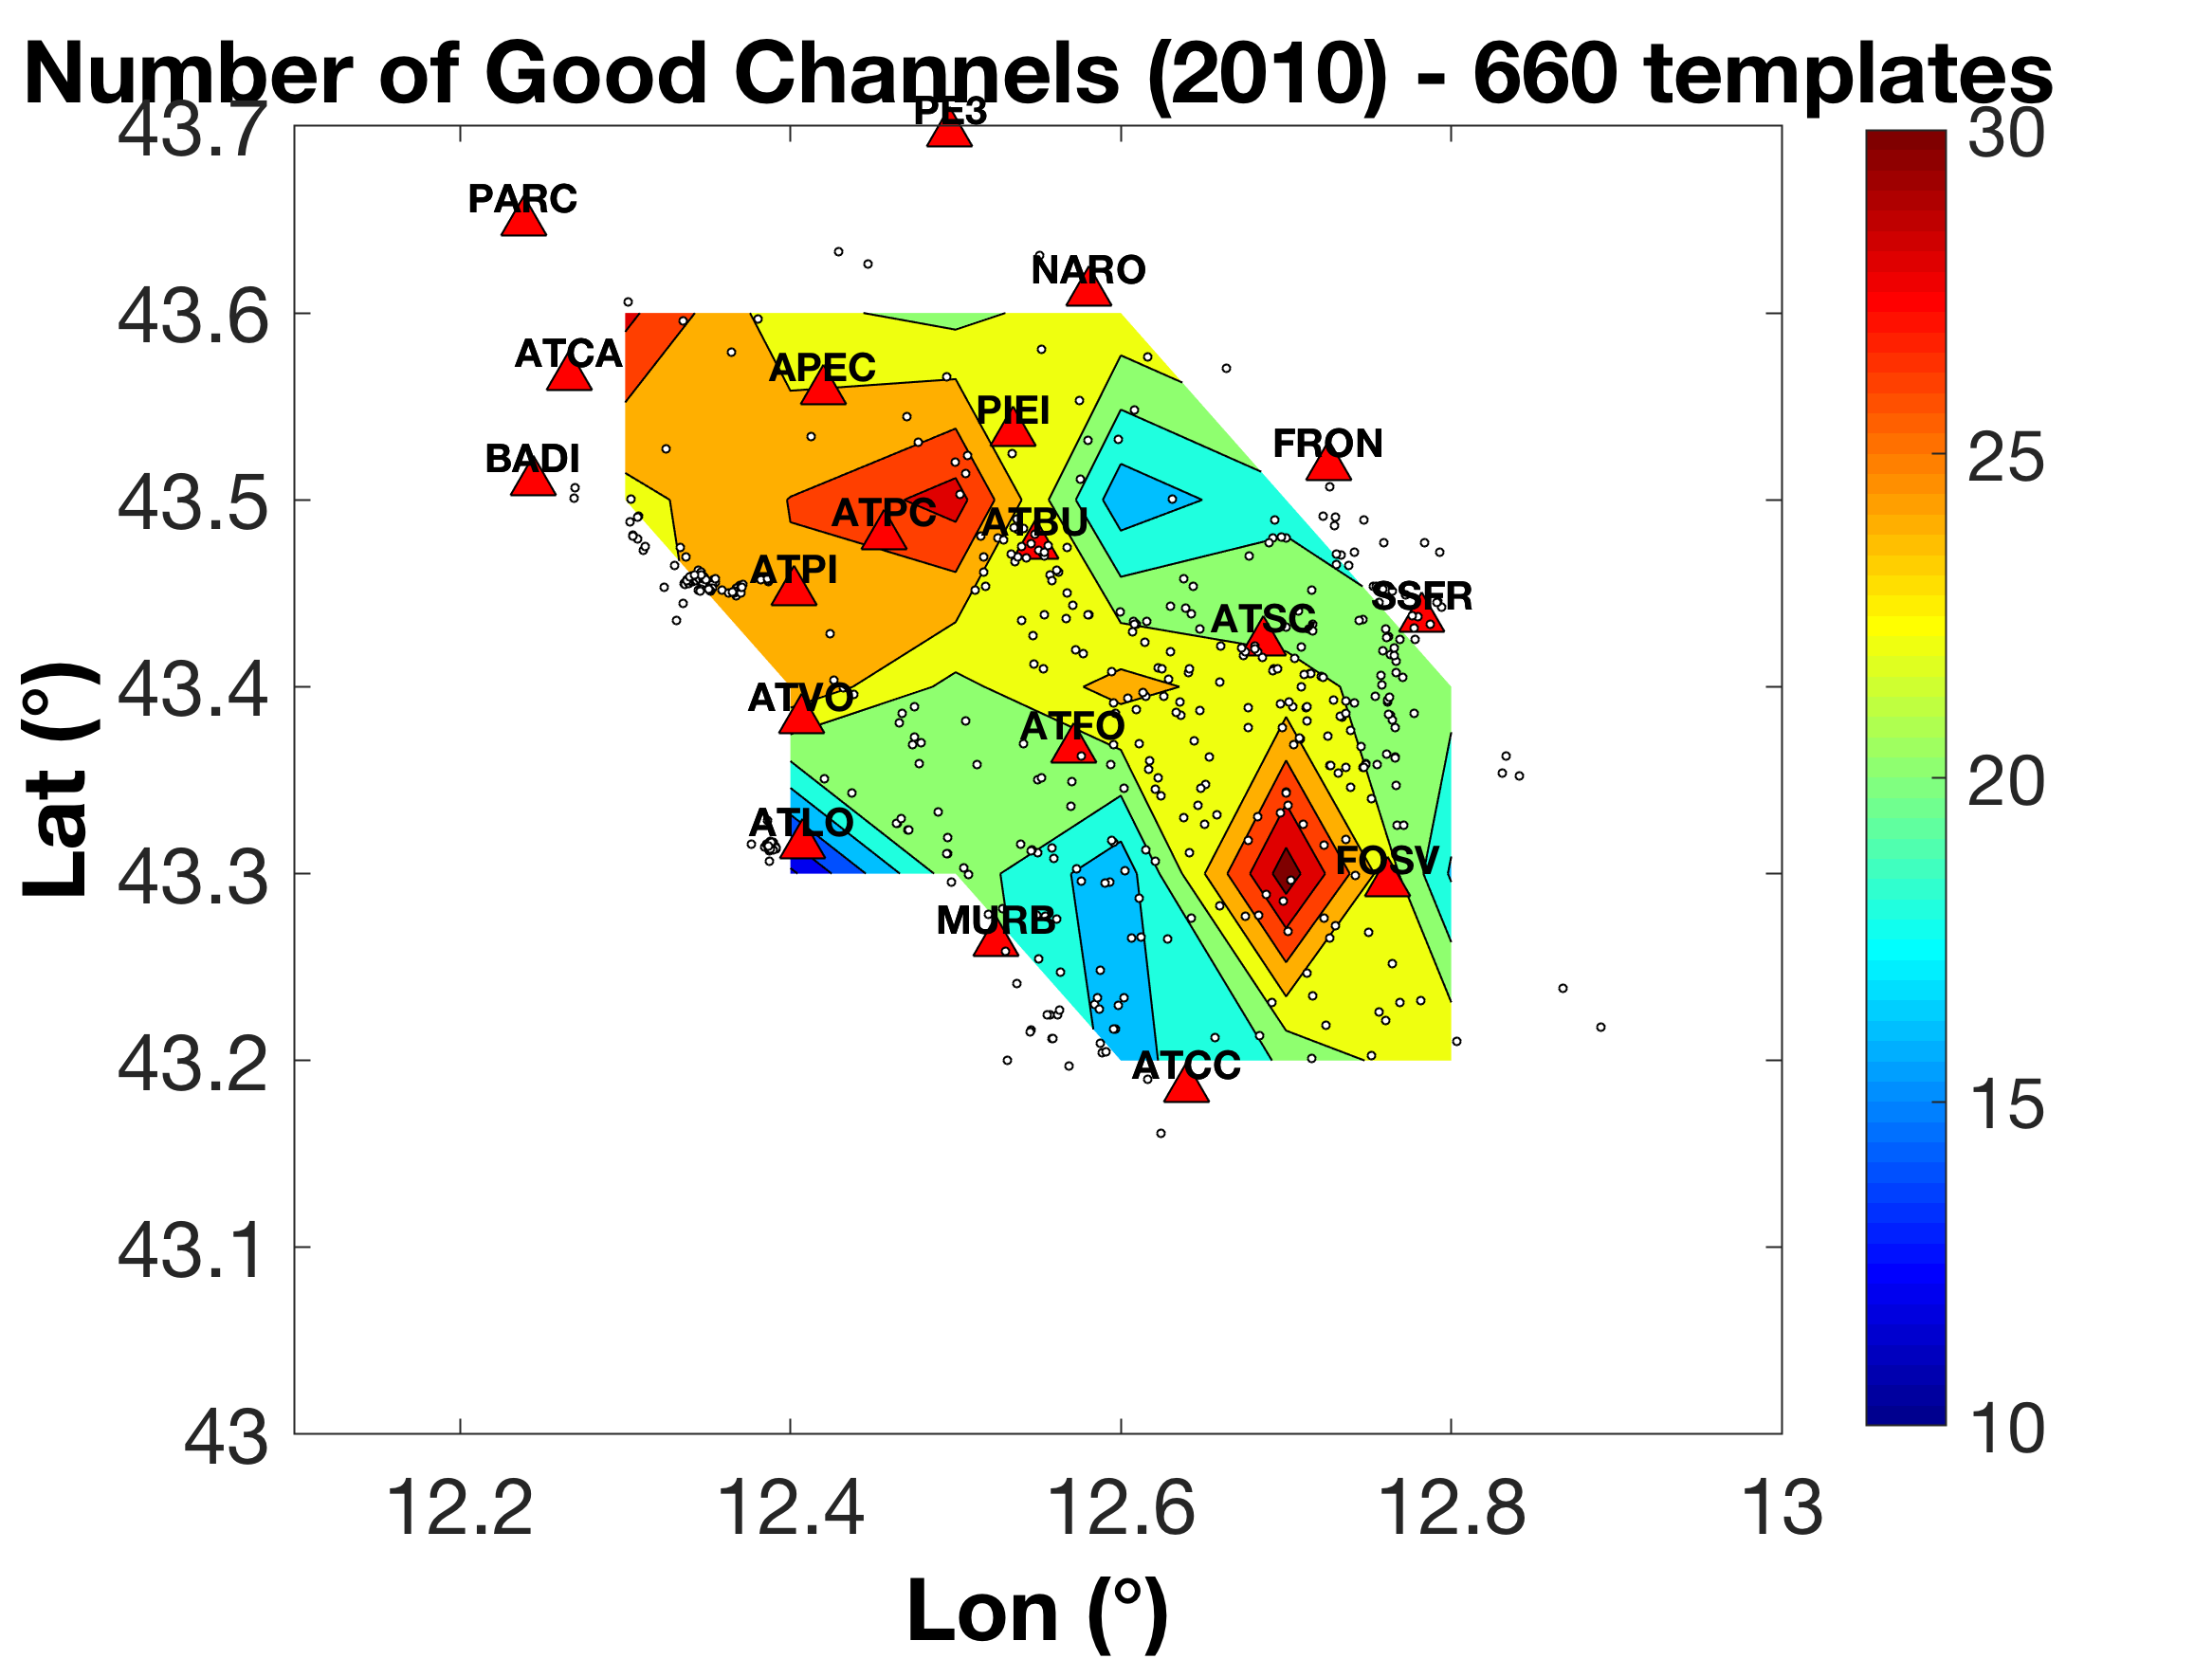 Number of Good Channels (2010) - 660 templates
PE3
43.7
30
PARC
NARO
43.6
ATCA
APEC
PIEI
FRON
25
BADI
43.5
ATPC
ATBU
ATPI
SSFR
ATSC
43.4
ATVO
ATFO
20
Lat (°)
ATLO
43.3
FOSV
MURB
43.2
ATCC
15
43.1
43
10
12.2
12.4
12.6
12.8
13
Lon (°)